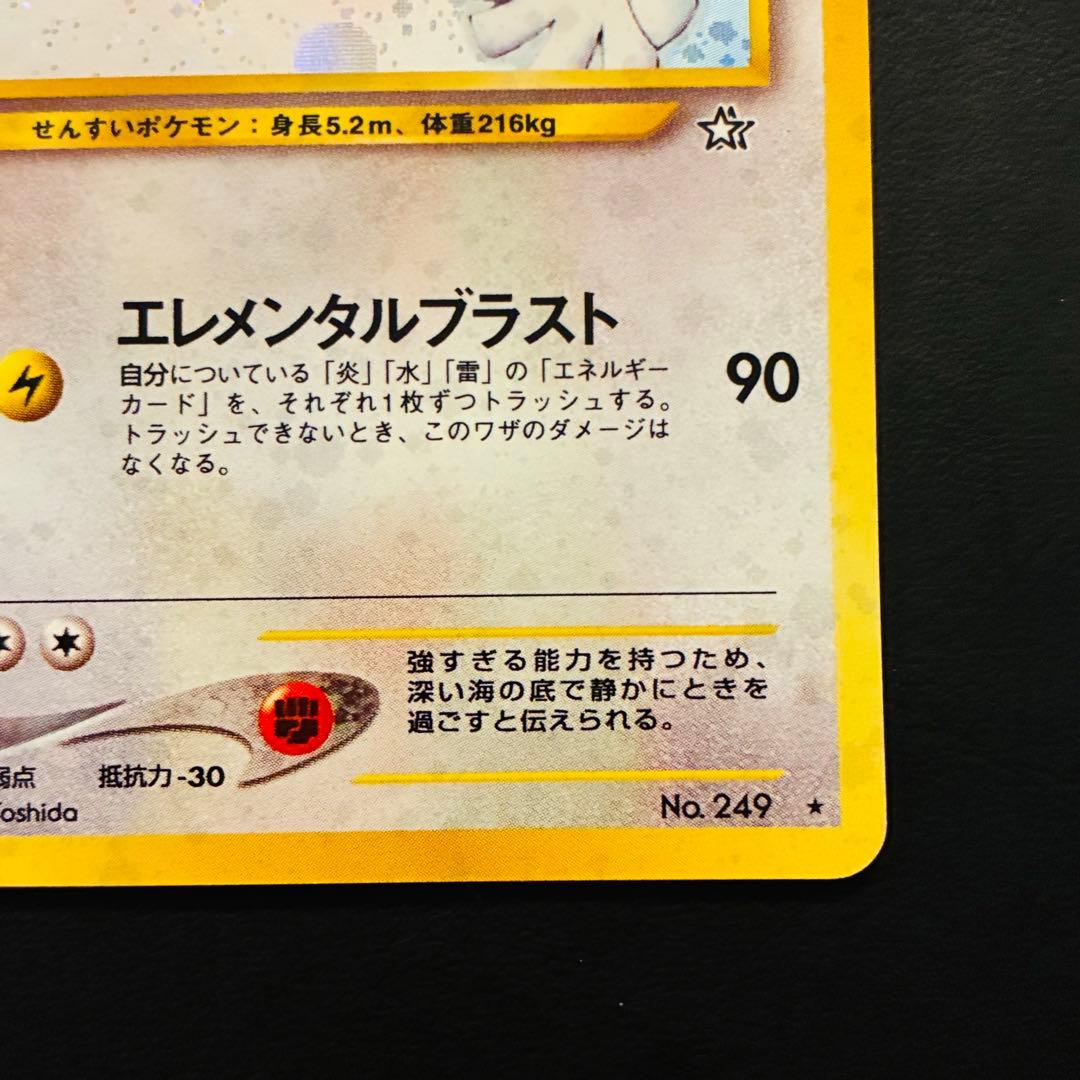 せんすいポケモン：身長5.2m、体重216kg
エレメンタルブラスト
90
自分についている「炎」「水」「雷」の「エネルギー
カード」を、それぞれ1枚ずつトラッシュする。
トラッシュできないとき、このワザのダメージは
なくなる。
強すぎる能力を持つため、
深い海の底で静かにときを
過ごすと伝えられる。
弱点 抵抗力-30
oshida
No. 249 ★